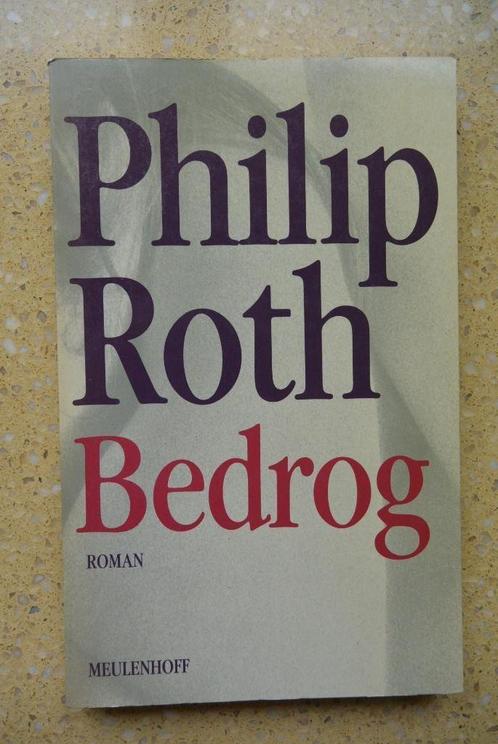 Philip
Roth
Bedrog
ROMAN
MEULENHOFF